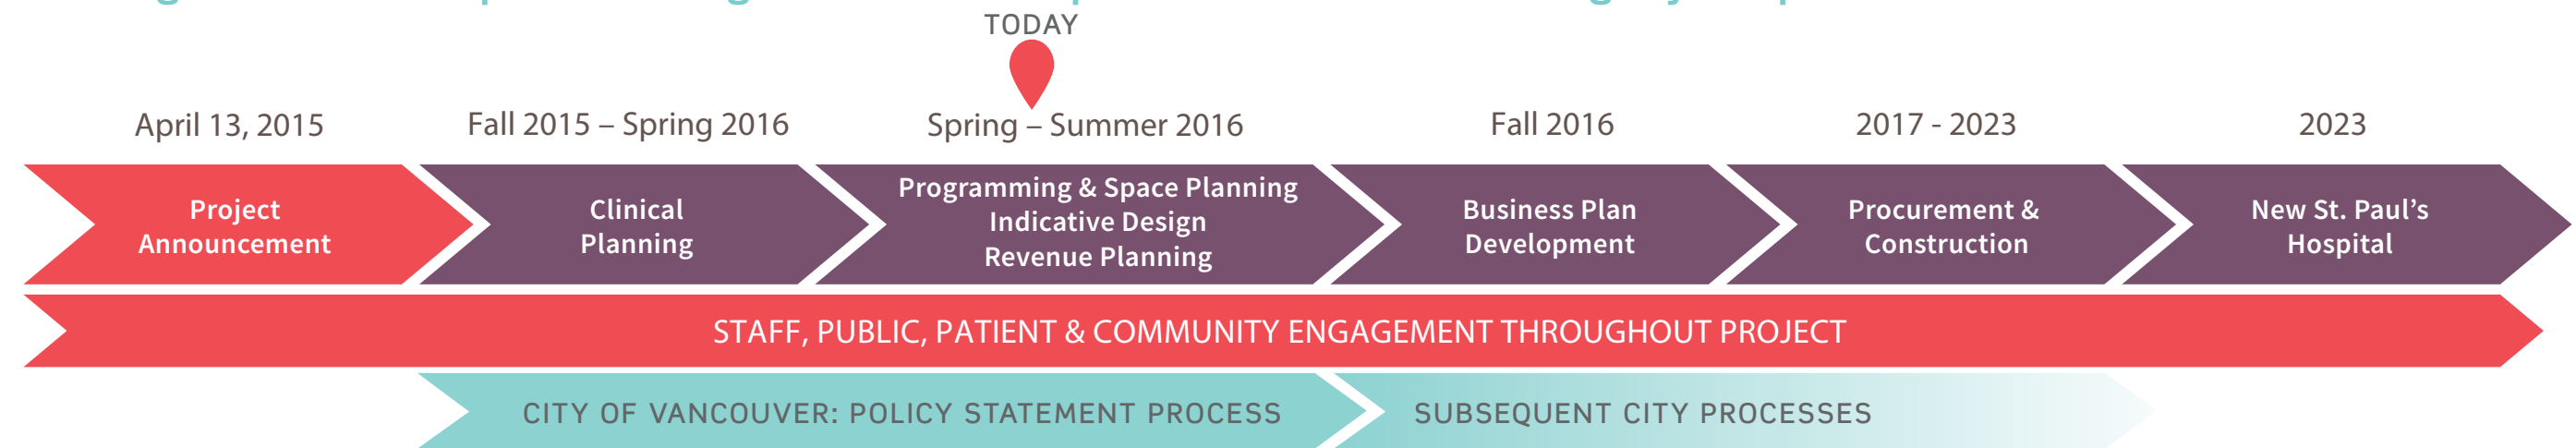 TODAY
April 13, 2015
Fall 2015 – Spring 2016
Spring – Summer 2016
Fall 2016
2017 - 2023
2023
Project
Announcement
Clinical
Planning
Programming & Space Planning
Indicative Design
Revenue Planning
Business Plan
Development
Procurement &
Construction
New St. Paul’s
Hospital
STAFF, PUBLIC, PATIENT & COMMUNITY ENGAGEMENT THROUGHOUT PROJECT
CITY OF VANCOUVER: POLICY STATEMENT PROCESS
SUBSEQUENT CITY PROCESSES